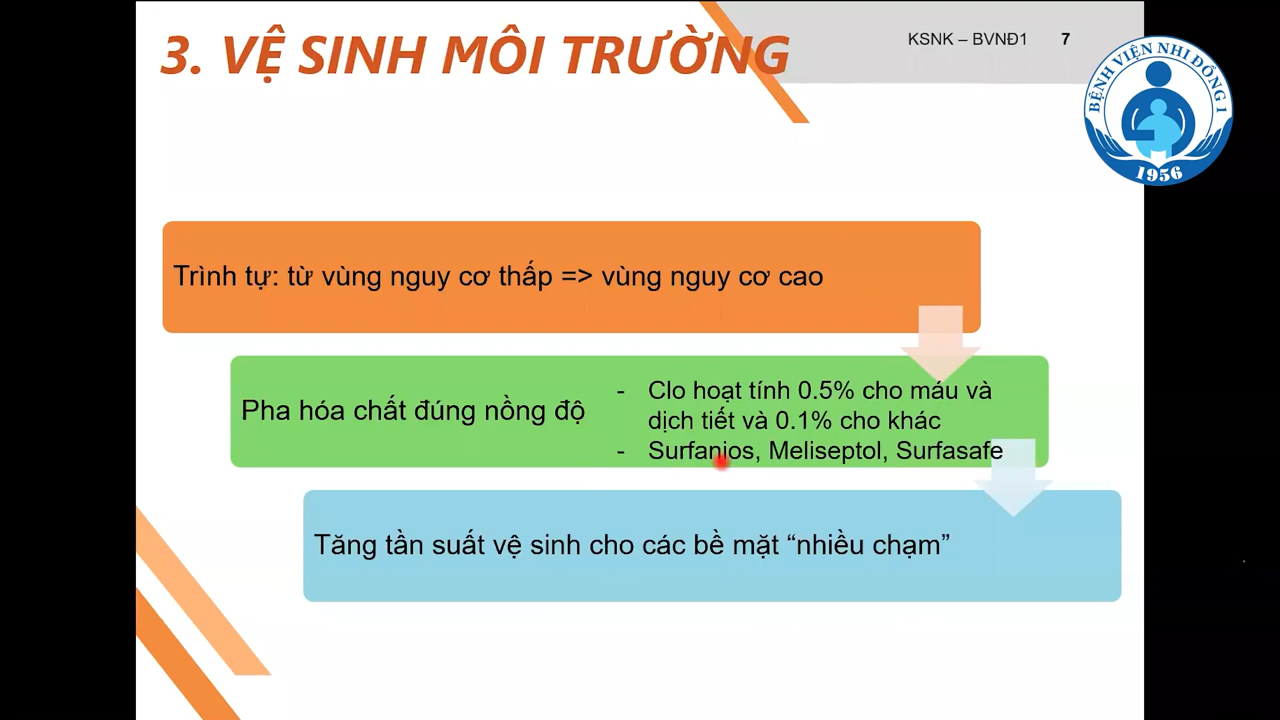 3. VỆ SINH MÔI TRƯỜNG
KSNK – BVNĐ1 7
BỆNH VIỆN NHI ĐỒNG 1
1956
Trình tự: từ vùng nguy cơ thấp => vùng nguy cơ cao
Pha hóa chất đúng nồng độ
- Clo hoạt tính 0.5% cho máu và
dịch tiết và 0.1% cho khác
- Surfanios, Meliseptol, Surfasafe
Tăng tần suất vệ sinh cho các bề mặt “nhiều chạm”